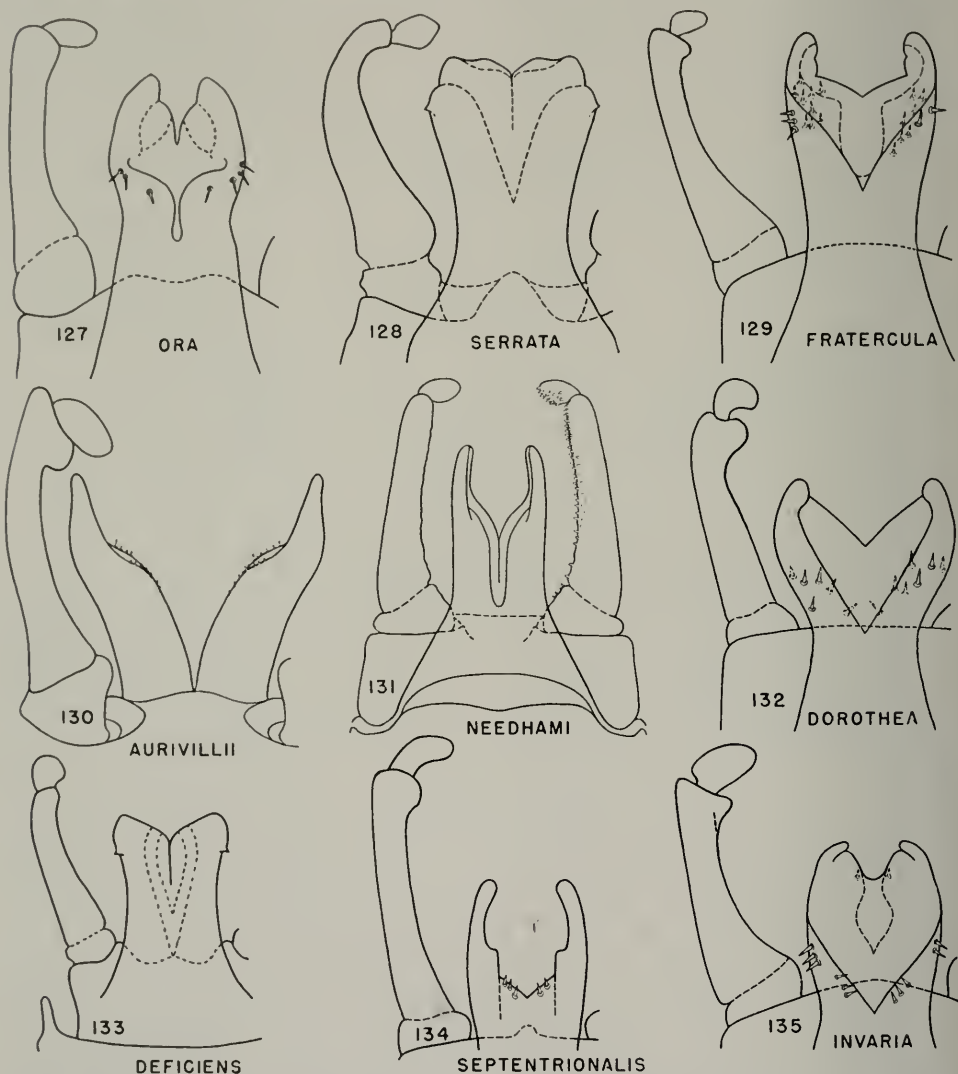 127
ORA
128
SERRATA
129
FRATERCULA
130
AURIVILLII
131
NEEDHAMI
132
DOROTHEA
133
DEFICIENS
134
SEPTENTRIONALIS
135
INVARIA